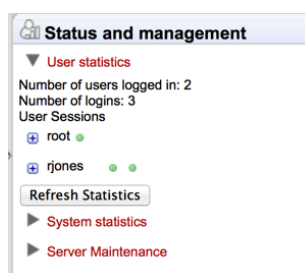 Status and management
User statistics
Number of users logged in: 2
Number of logins: 3
User Sessions
root
rjones
Refresh Statistics
System statistics
Server Maintenance